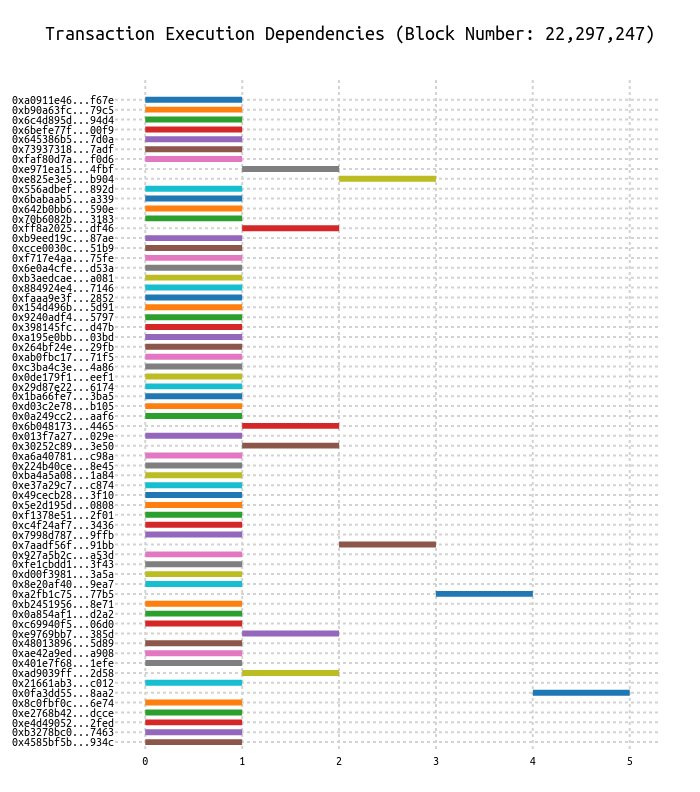 Transaction Execution Dependencies (Block Number: 22,297,247)
0xa0911e46...f67e
0xb90a63fc...79c5
0x6c4d895d...94d4
0x6befe77f...00f9
0x645386b5...7d0a
0x73937318...7adf
0xfaf80d7a...f0d6
0xe971ea15...4fbf
0xe825e3e5...b904
0x556adbef...892d
0x6babaab5...a339
0x642b0bb6...590e
0x70b6082b...3183
0xff8a2025...df46
0xb9eed19c...87ae
0xcce0030c...51b9
0xf717e4aa...75fe
0x6e0a4cfe...d53a
0xb3aedcae...a081
0x884924e4...7146
0xfaaa9e3f...2852
0x154d496b...5d91
0x9240adf4...5797
0x398145fc...d47b
0xa195e0bb...03bd
0x264bf24e...29fb
0xab0fbc17...71f5
0xc3ba4c3e...4a86
0x0de179f1...eef1
0x29d87e22...6174
0x1ba66fe7...3ba5
0xd03c2e78...b105
0x0a249cc2...aaf6
0x6b048173...4465
0x013f7a27...029e
0x30252c89...3e50
0xa6a40781...c98a
0x224b40ce...8e45
0xba4a5a08...1a84
0xe37a29c7...c874
0x49cecb28...3f10
0x5e2d195d...0808
0xf1378e51...2f01
0xc4f24af7...3436
0x7998d787...9ffb
0x7aadf56f...91bb
0x927a5b2c...a53d
0xfe1cbdd1...3f43
0xd00f3981...3a5a
0x8e20af40...9ea7
0xa2fb1c75...77b5
0xb2451956...8e71
0x0a854af1...d2a2
0xc69940f5...06d0
0xe9769bb7...385d
0x48013896...5d89
0xae42a9ed...a908
0x401e7f68...1efe
0xad9039ff...2d58
0x21661ab3...c012
0x0fa3dd55...8aa2
0x8c0fbf0c...6e74
0xe2768b42...dcce
0xe4d49052...2fed
0xb3278bc0...7463
0x4585bf5b...934c
0 1 2 3 4 5